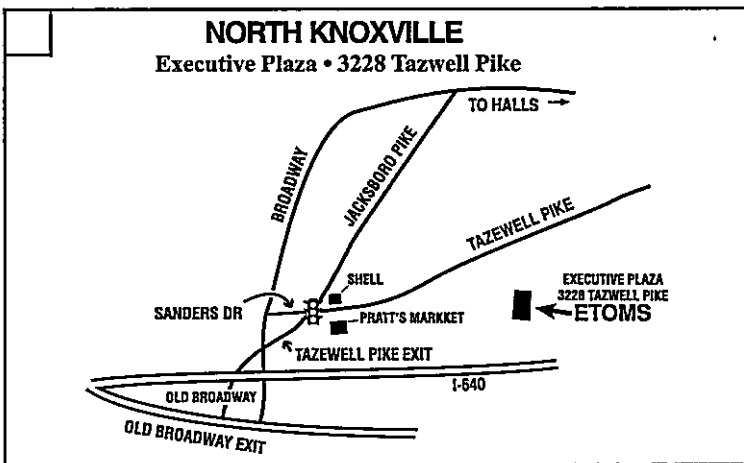 NORTH KNOXVILLE
Executive Plaza • 3228 Tazwell Pike
TO HALLS
BROADWAY
JACKSBORO PIKE
TAZEWELL PIKE
SHELL
EXECUTIVE PLAZA
3228 TAZWELL PIKE
ETOMS
SANDERS DR
PRATT'S MARKKET
TAZEWELL PIKE EXIT
I-640
OLD BROADWAY
OLD BROADWAY EXIT